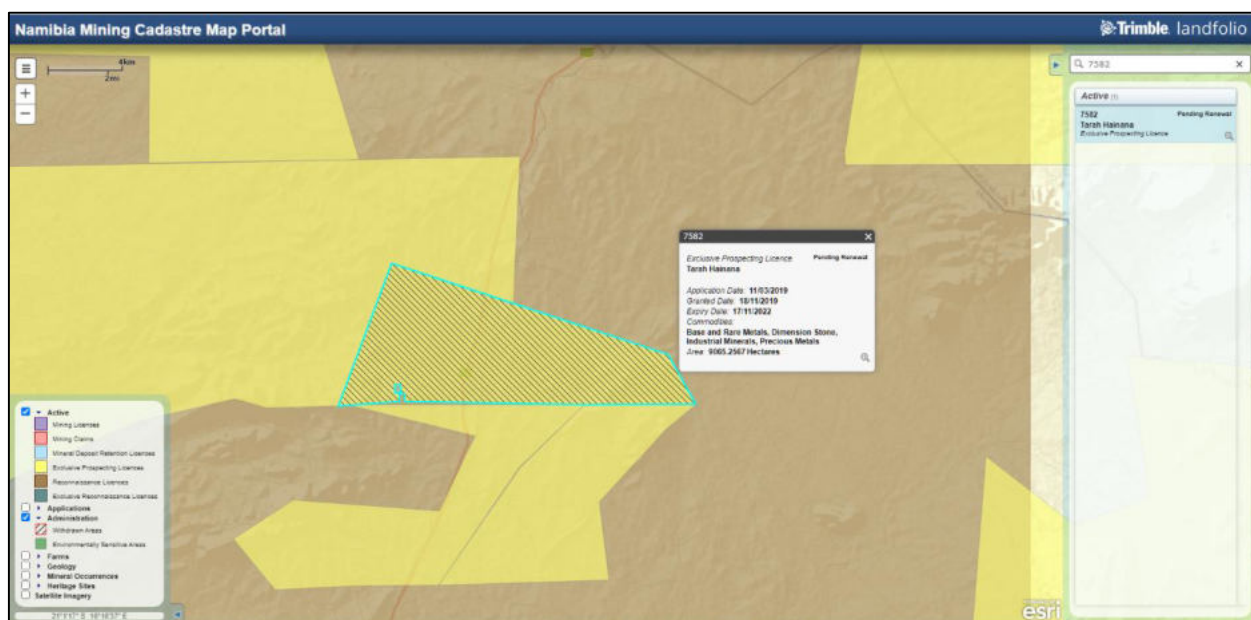 Namibia Mining Cadastre Map Portal
Trimble. landfolio
4km
2mi
7582
Active (1)
7582 Pending Renewal
Tarah Hainana
Exclusive Prospecting Licence
7582
Exclusive Prospecting Licence Pending Renewal
Tarah Hainana
Application Date: 11/03/2019
Granted Date: 18/11/2019
Expiry Date: 17/11/2022
Commodities:
Base and Rare Metals, Dimension Stone,
Industrial Minerals, Precious Metals
Area: 9865.2567 Hectares
Active
Mining Licenses
Mining Claims
Mineral Deposit Retention Licences
Exclusive Prospecting Licences
Reconnaissance Licences
Exclusive Reconnaissance Licences
Applications
Administration
Withdrawn Areas
Environmentally Sensitive Areas
Farms
Geology
Mineral Occurrences
Heritage Sites
Satellite Imagery
esri